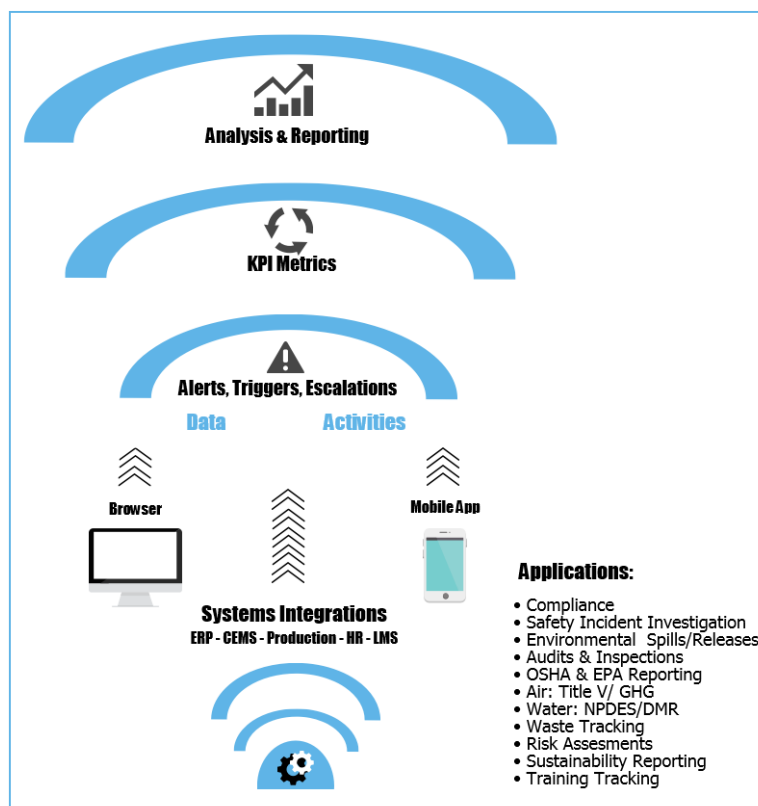 Analysis & Reporting
KPI Metrics
Alerts, Triggers, Escalations
Data Activities
Browser
Mobile App
Systems Integrations
ERP - CEMS - Production - HR - LMS
Applications:
• Compliance
• Safety Incident Investigation
• Environmental Spills/Releases
• Audits & Inspections
• OSHA & EPA Reporting
• Air: Title V/ GHG
• Water: NPDES/DMR
• Waste Tracking
• Risk Assesments
• Sustainability Reporting
• Training Tracking